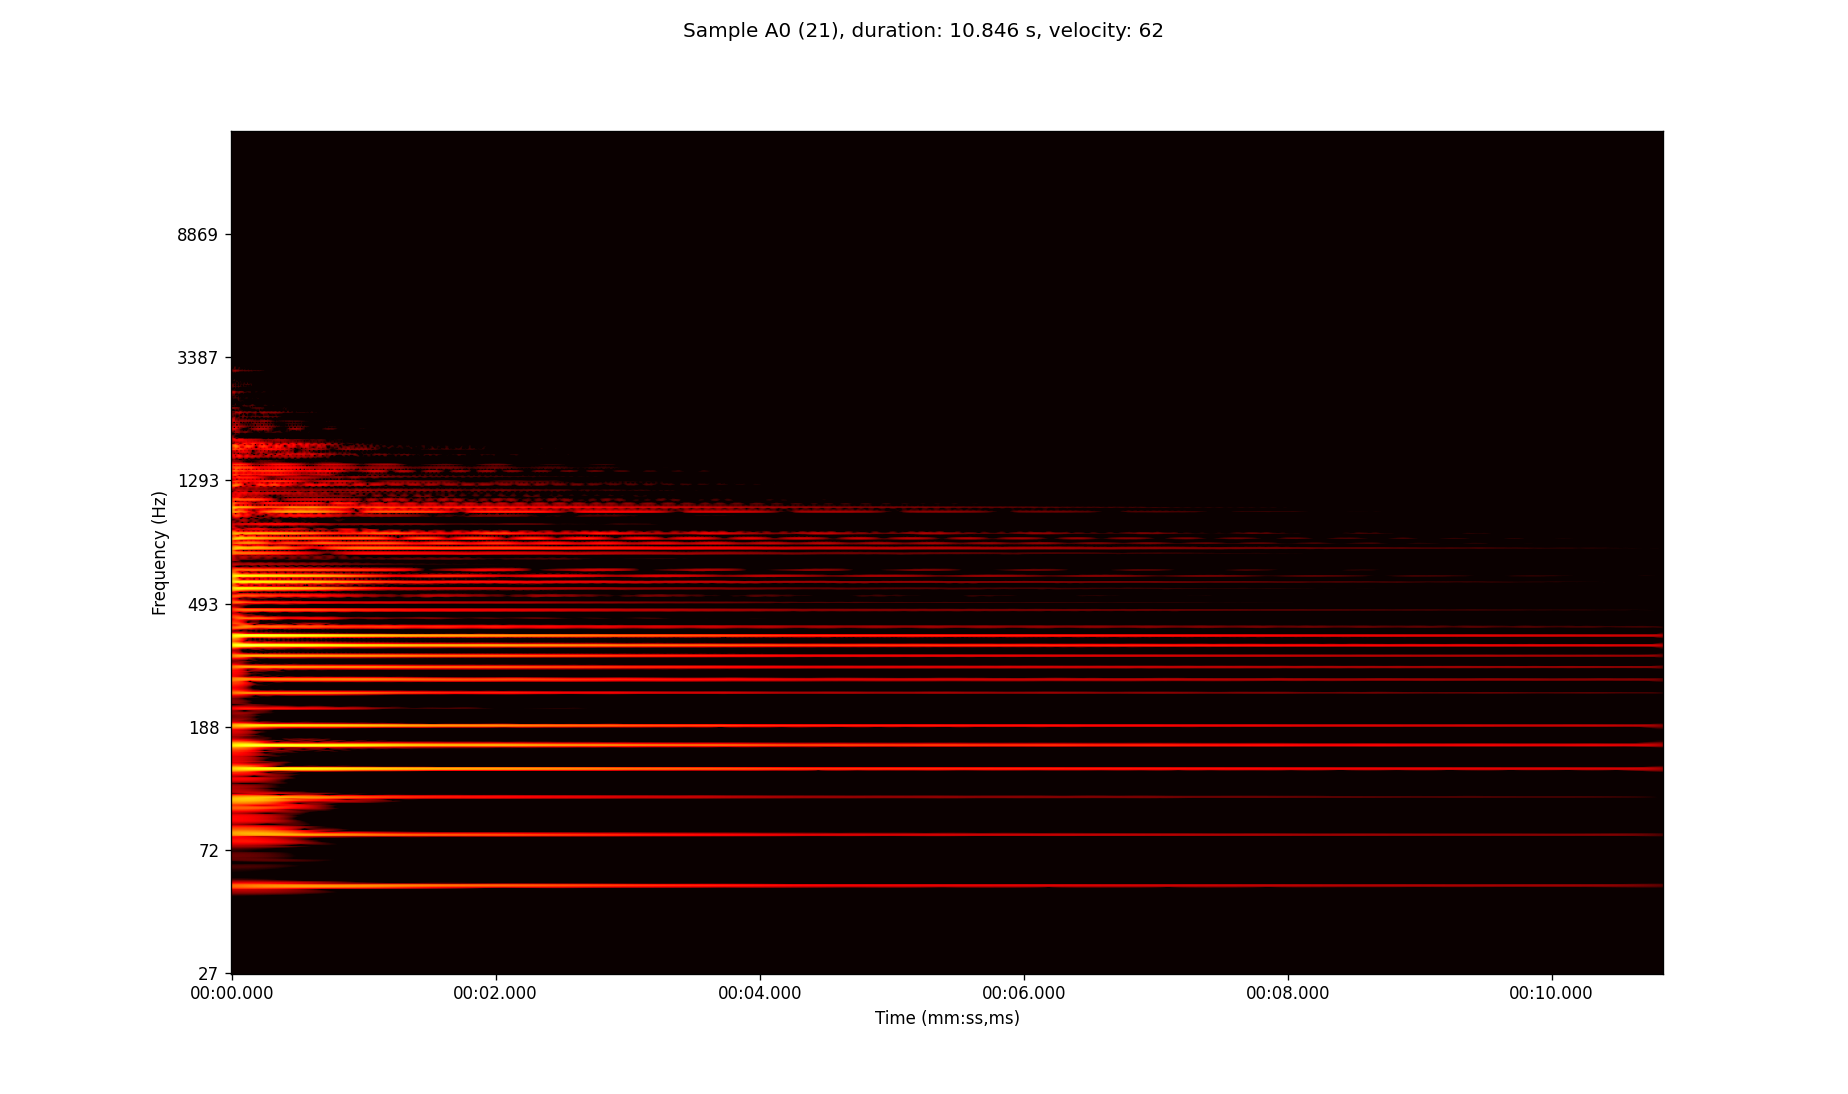 Sample A0 (21), duration: 10.846 s, velocity: 62
8869
3387
1293
493
188
72
27
Frequency (Hz)
00:00.000 00:02.000 00:04.000 00:06.000 00:08.000 00:10.000
Time (mm:ss,ms)